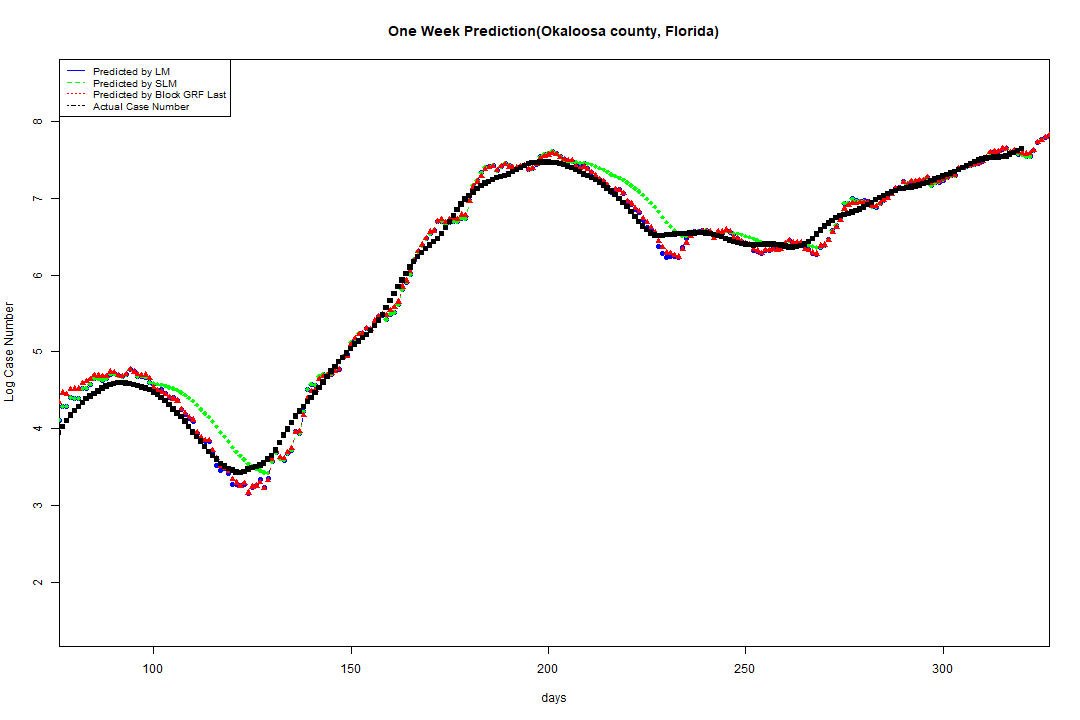 One Week Prediction(Okaloosa county, Florida)
Predicted by LM
Predicted by SLM
Predicted by Block GRF Last
Actual Case Number
Log Case Number
8
7
6
5
4
3
2
100 150 200 250 300
days